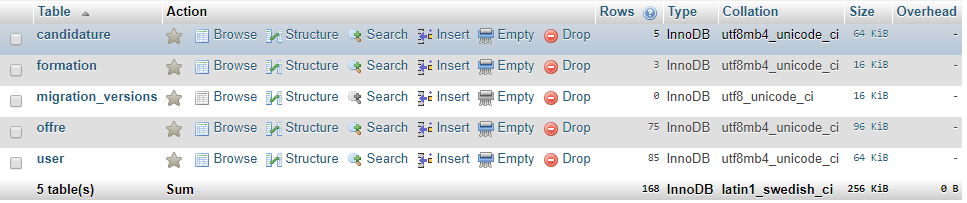 Table Action Rows Type Collation Size Overhead
candidature Browse Structure Search Insert Empty Drop 5 InnoDB utf8mb4_unicode_ci 64 KiB -
formation Browse Structure Search Insert Empty Drop 3 InnoDB utf8mb4_unicode_ci 16 KiB -
migration_versions Browse Structure Search Insert Empty Drop 0 InnoDB utf8_unicode_ci 16 KiB -
offre Browse Structure Search Insert Empty Drop 75 InnoDB utf8mb4_unicode_ci 96 KiB -
user Browse Structure Search Insert Empty Drop 85 InnoDB utf8mb4_unicode_ci 64 KiB -
5 table(s) Sum 168 InnoDB latin1_swedish_ci 256 KiB 0 B